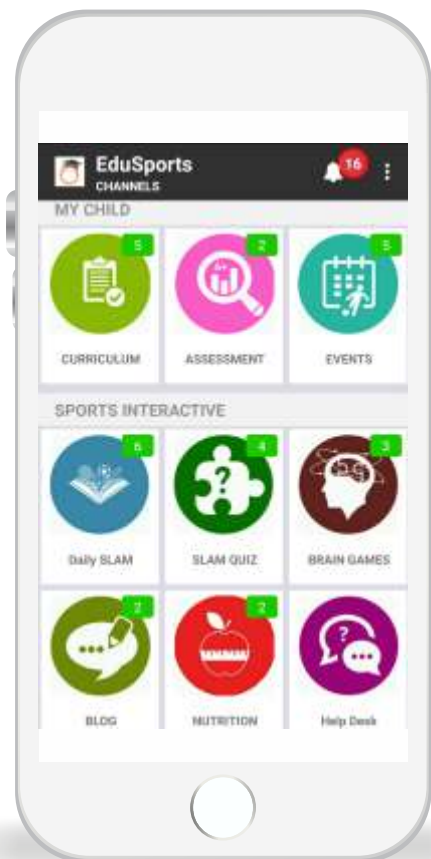 EduSports
CHANNELS
16
MY CHILD
5 2 5
A+
CURRICULUM ASSESSMENT EVENTS
SPORTS INTERACTIVE
6 4 3
?
Daily SLAM SLAM QUIZ BRAIN GAMES
2 2
?
BLOG NUTRITION Help Desk